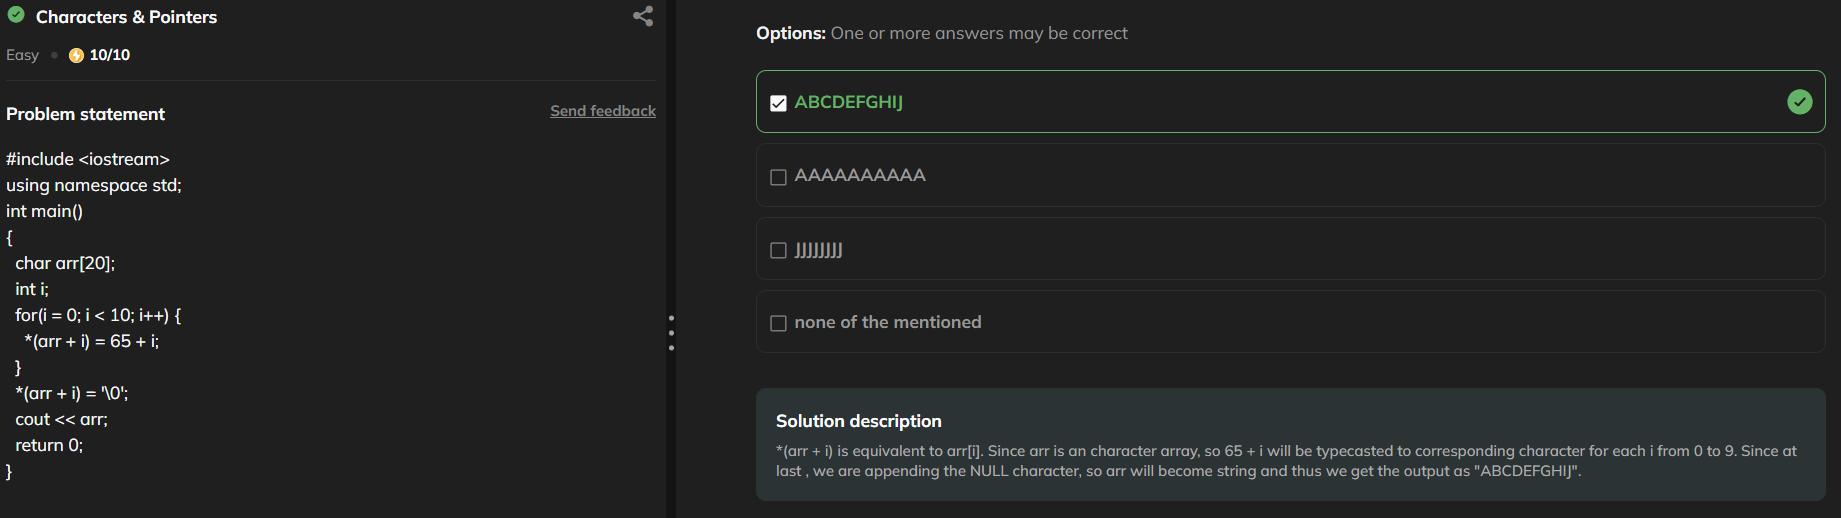 Characters & Pointers
Easy • 10/10
Problem statement
Send feedback
#include <iostream>
using namespace std;
int main()
{
char arr[20];
int i;
for(i = 0; i < 10; i++) {
*(arr + i) = 65 + i;
}
*(arr + i) = '\0';
cout << arr;
return 0;
}
Options: One or more answers may be correct
ABCDEFGHIJ
AAAAAAAAAA
JJJJJJJJ
none of the mentioned
Solution description
*(arr + i) is equivalent to arr[i]. Since arr is an character array, so 65 + i will be typecasted to corresponding character for each i from 0 to 9. Since at
last , we are appending the NULL character, so arr will become string and thus we get the output as "ABCDEFGHIJ".